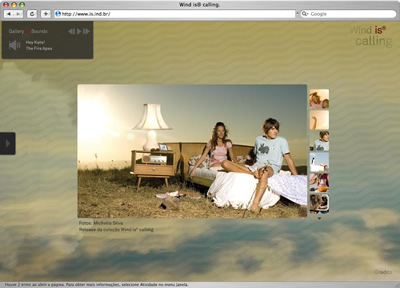 Wind is® calling.
http://www.is.ind.br/
Google
Gallery Sounds
Hey Kate!
The Fire Apes
Wind is®
calling
Fotos: Michelle Silva
Pessoas da coleção Wind is® calling
Créditos
Houve 2 erros ao abrir a página. Para obter mais informações, selecione Atividade no menu Janela.